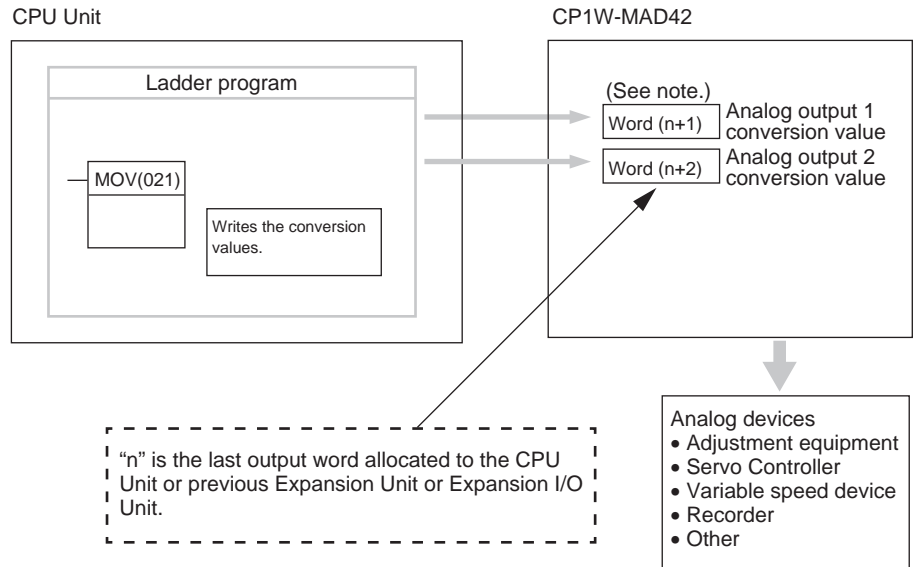 CPU Unit
CP1W-MAD42
Ladder program
MOV(021)
Writes the conversion
values.
(See note.)
Word (n+1)
Analog output 1
conversion value
Word (n+2)
Analog output 2
conversion value
“n” is the last output word allocated to the CPU
Unit or previous Expansion Unit or Expansion I/O
Unit.
Analog devices
• Adjustment equipment
• Servo Controller
• Variable speed device
• Recorder
• Other